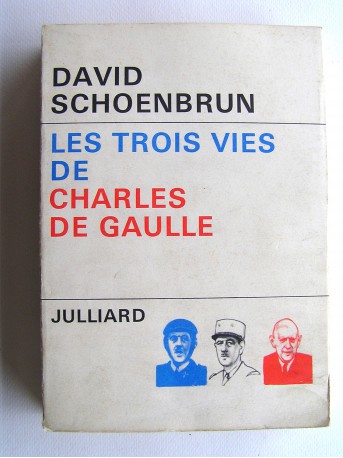 DAVID
SCHOENBRUN
LES TROIS VIES
DE
CHARLES
DE GAULLE
JULLIARD